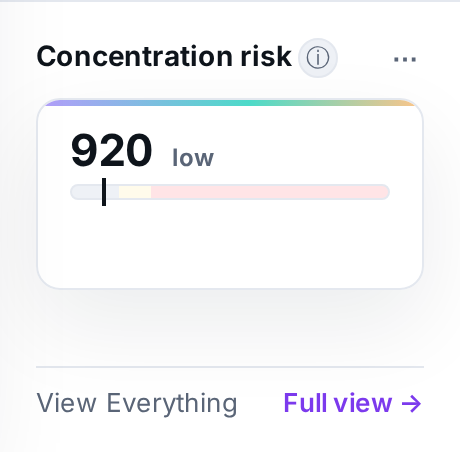 Concentration risk ⓘ ...
920 low
View Everything Full view →